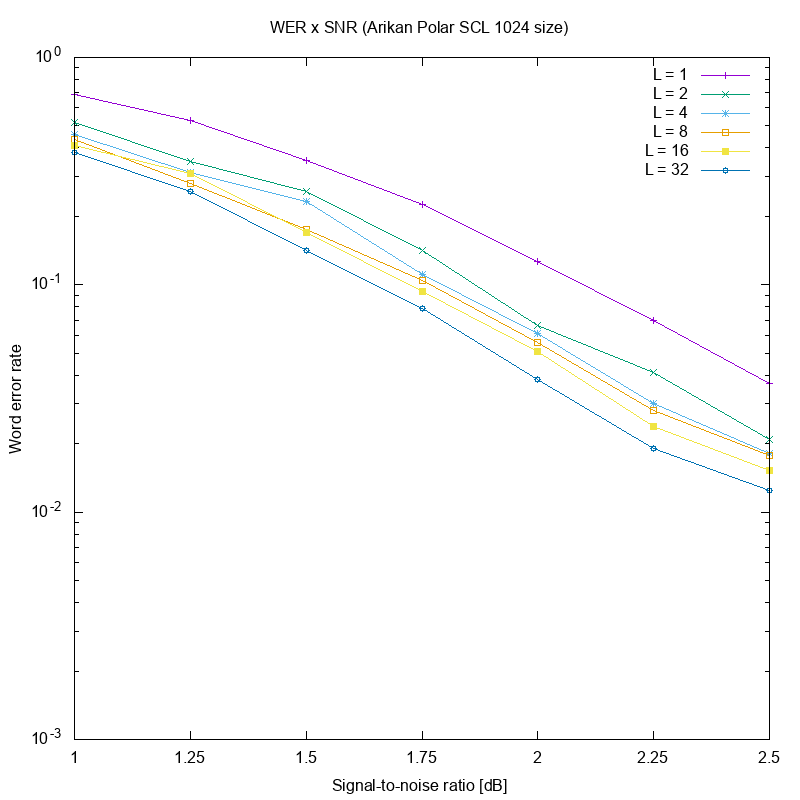 WER x SNR (Arikan Polar SCL 1024 size)
10^0
10^-1
10^-2
10^-3
Word error rate
L = 1
L = 2
L = 4
L = 8
L = 16
L = 32
1 1.25 1.5 1.75 2 2.25 2.5
Signal-to-noise ratio [dB]